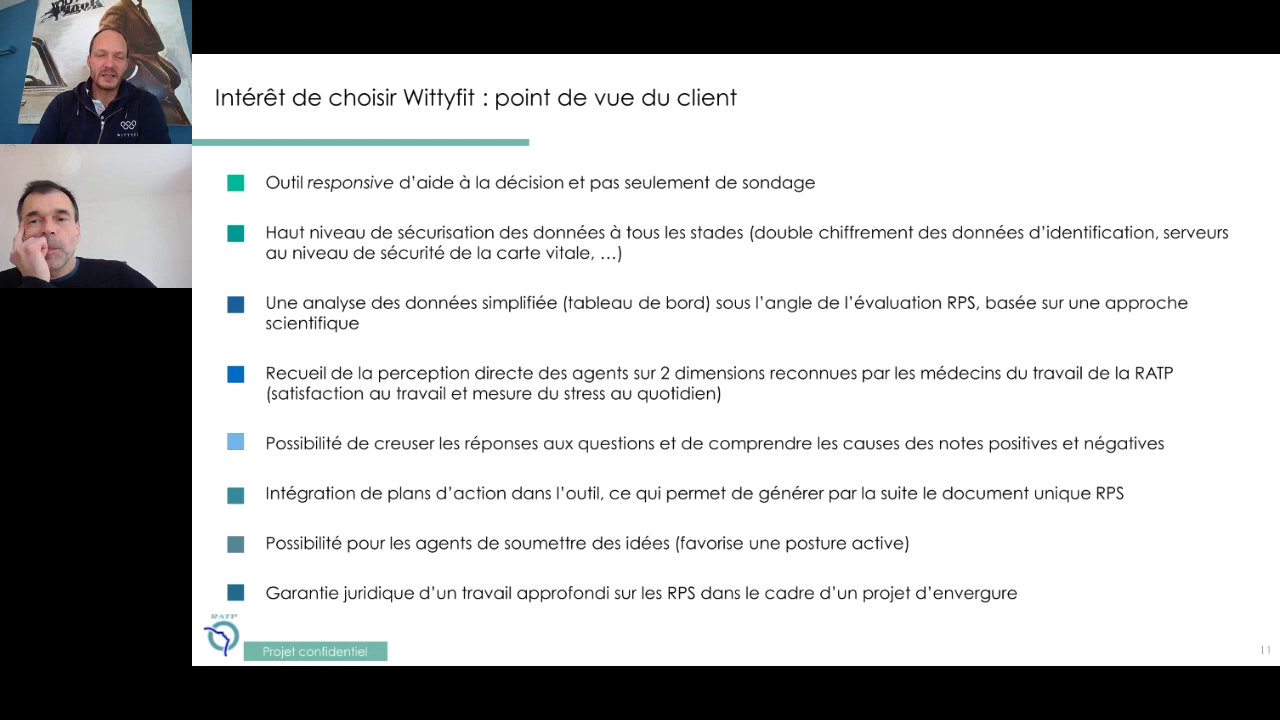 Intérêt de choisir Wittyfit : point de vue du client
Outil responsive d’aide à la décision et pas seulement de sondage
Haut niveau de sécurisation des données à tous les stades (double chiffrement des données d’identification, serveurs
au niveau de sécurité de la carte vitale, …)
Une analyse des données simplifiée (tableau de bord) sous l’angle de l’évaluation RPS, basée sur une approche
scientifique
Recueil de la perception directe des agents sur 2 dimensions reconnues par les médecins du travail de la RATP
(satisfaction au travail et mesure du stress au quotidien)
Possibilité de creuser les réponses aux questions et de comprendre les causes des notes positives et négatives
Intégration de plans d’action dans l’outil, ce qui permet de générer par la suite le document unique RPS
Possibilité pour les agents de soumettre des idées (favorise une posture active)
Garantie juridique d’un travail approfondi sur les RPS dans le cadre d’un projet d’envergure
RATP
Projet confidentiel
11